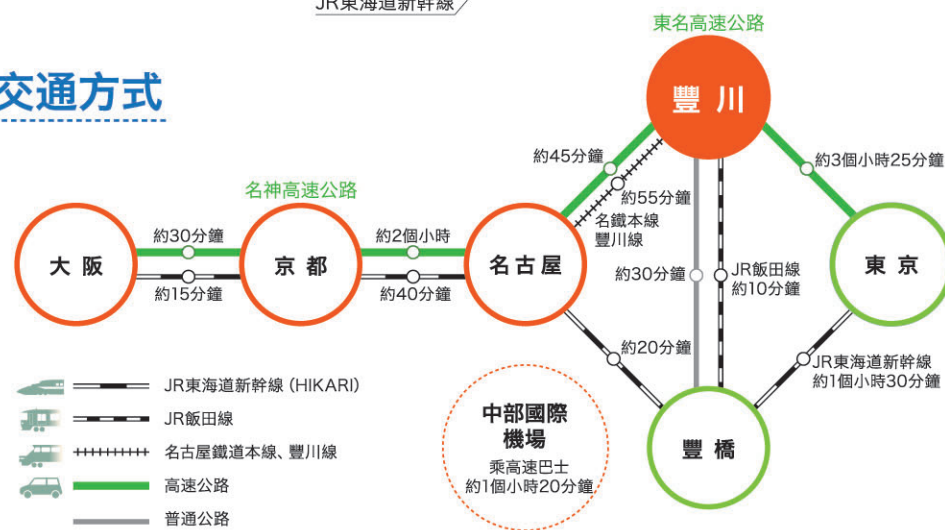 JR東海道新幹線
東名高速公路
交通方式
豐川
約45分鐘
約3個小時25分鐘
名神高速公路
約55分鐘
名鐵本線
豐川線
約30分鐘
約2個小時
大阪
京都
名古屋
東京
約15分鐘
約40分鐘
約30分鐘
JR飯田線
約10分鐘
約20分鐘
JR東海道新幹線
約1個小時30分鐘
JR東海道新幹線 (HIKARI)
JR飯田線
名古屋鐵道本線、豐川線
高速公路
普通公路
中部國際
機場
乘高速巴士
約1個小時20分鐘
豐橋